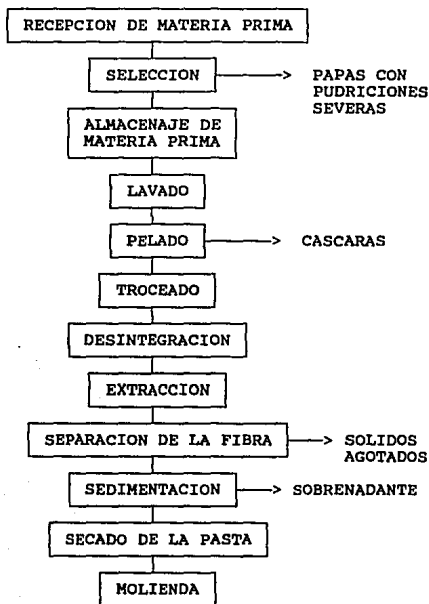 RECEPCION DE MATERIA PRIMA
SELECCION
PAPAS CON
PUDRICIONES
SEVERAS
ALMACENAJE DE
MATERIA PRIMA
LAVADO
PELADO
CASCARAS
TROCEADO
DESINTEGRACION
EXTRACCION
SEPARACION DE LA FIBRA
SOLIDOS
AGOTADOS
SEDIMENTACION
SOBRENADANTE
SECADO DE LA PASTA
MOLIENDA